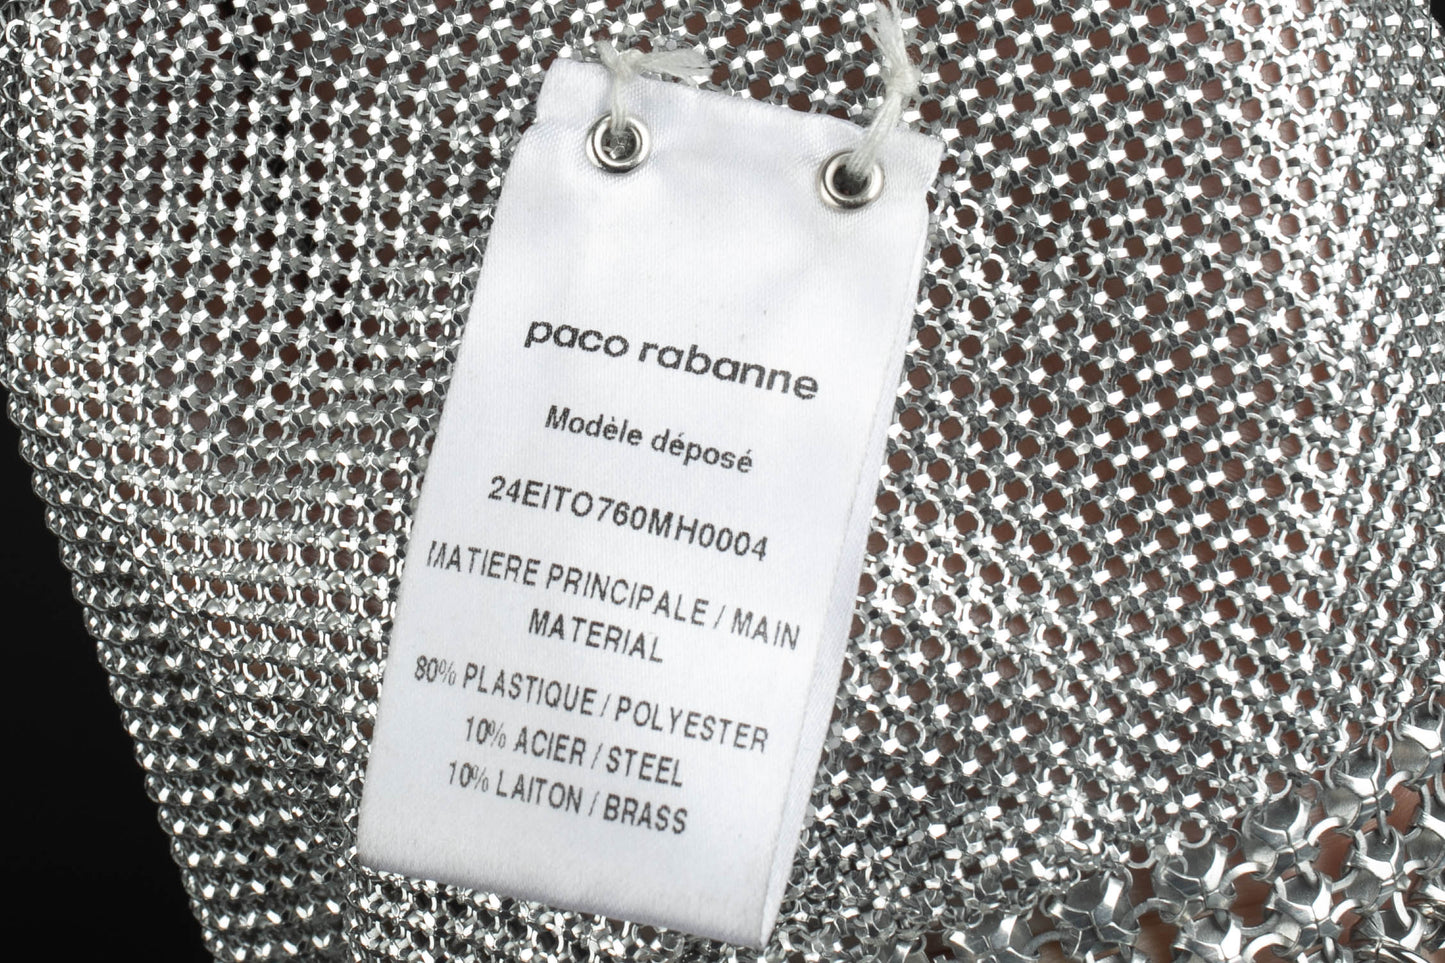 paco rabanne
Modèle déposé
24EITO760MH0004
MATIERE PRINCIPALE / MAIN
MATERIAL
80% PLASTIQUE / POLYESTER
10% ACIER / STEEL
10% LAITON / BRASS